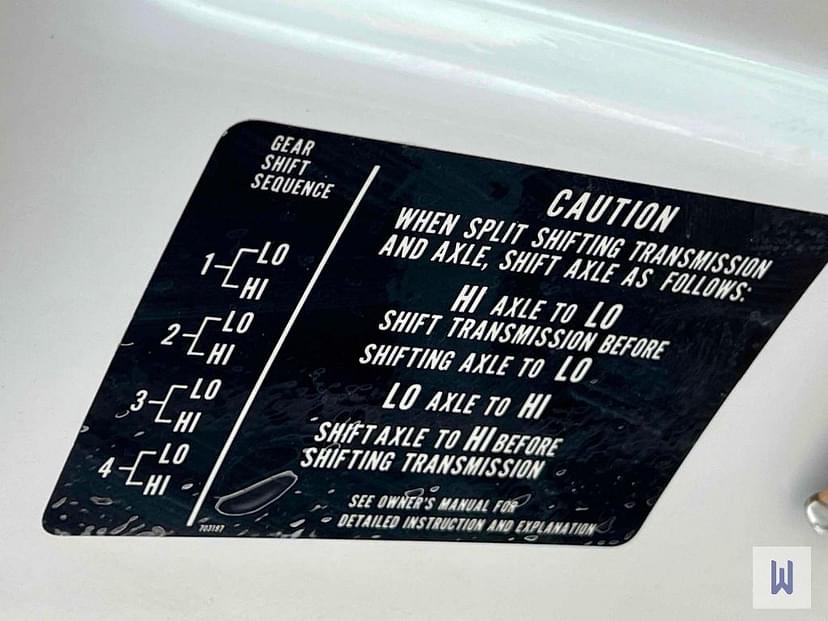 GEAR
SHIFT
SEQUENCE
1 LO
HI
2 LO
HI
3 LO
HI
4 LO
HI
703187
CAUTION
WHEN SPLIT SHIFTING TRANSMISSION
AND AXLE, SHIFT AXLE AS FOLLOWS:
HI AXLE TO LO
SHIFT TRANSMISSION BEFORE
SHIFTING AXLE TO LO
LO AXLE TO HI
SHIFT AXLE TO HI BEFORE
SHIFTING TRANSMISSION
SEE OWNER'S MANUAL FOR
DETAILED INSTRUCTION AND EXPLANATION
W